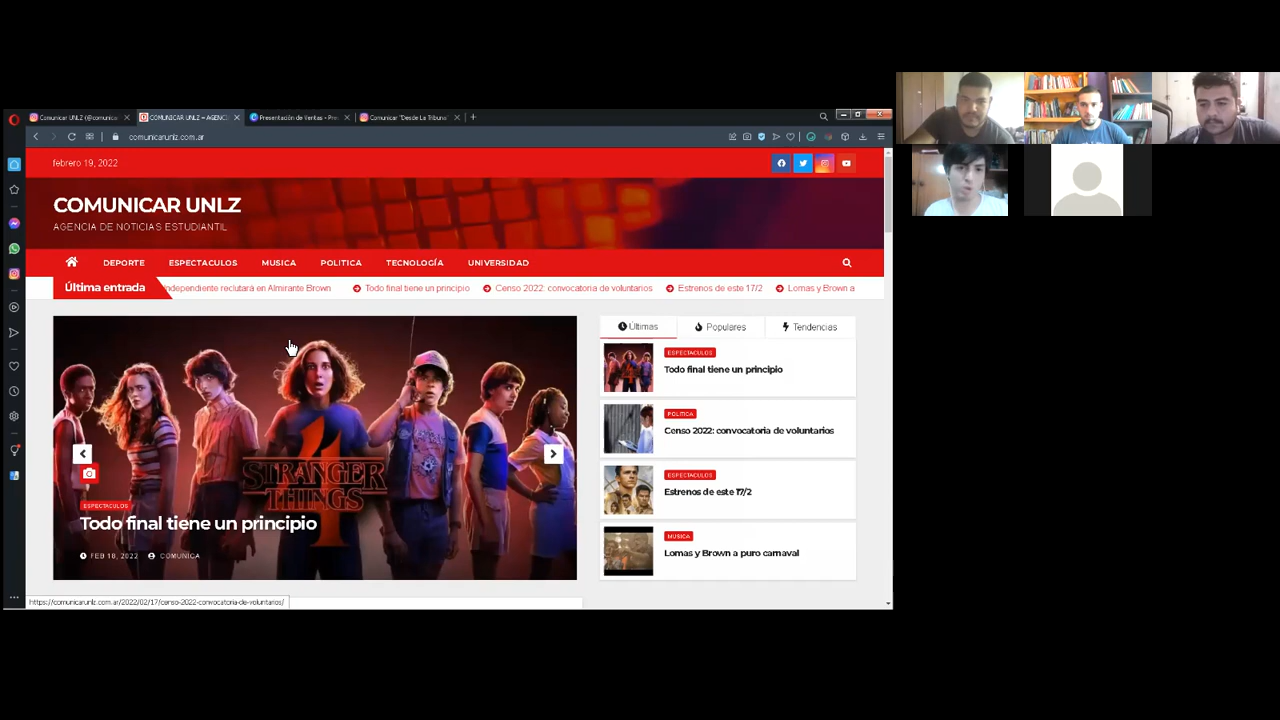 Comunicar UNLZ (@comunica
COMUNICAR UNLZ – AGENCI
Presentación de Ventas - Pre
Comunicar "Desde La Tribuna"
comunicarunlz.com.ar
febrero 19, 2022
COMUNICAR UNLZ
AGENCIA DE NOTICIAS ESTUDIANTIL
DEPORTE ESPECTACULOS MUSICA POLITICA TECNOLOGÍA UNIVERSIDAD
Última entrada
Independiente reclutará en Almirante Brown Todo final tiene un principio Censo 2022: convocatoria de voluntarios Estrenos de este 17/2 Lomas y Brown a
STRANGER
THINGS
4
ESPECTACULOS
Todo final tiene un principio
FEB 18, 2022 COMUNICA
Últimas Populares Tendencias
ESPECTACULOS
Todo final tiene un principio
POLITICA
Censo 2022: convocatoria de voluntarios
ESPECTACULOS
Estrenos de este 17/2
MUSICA
Lomas y Brown a puro carnaval
https://comunicarunlz.com.ar/2022/02/17/censo-2022-convocatoria-de-voluntarios/